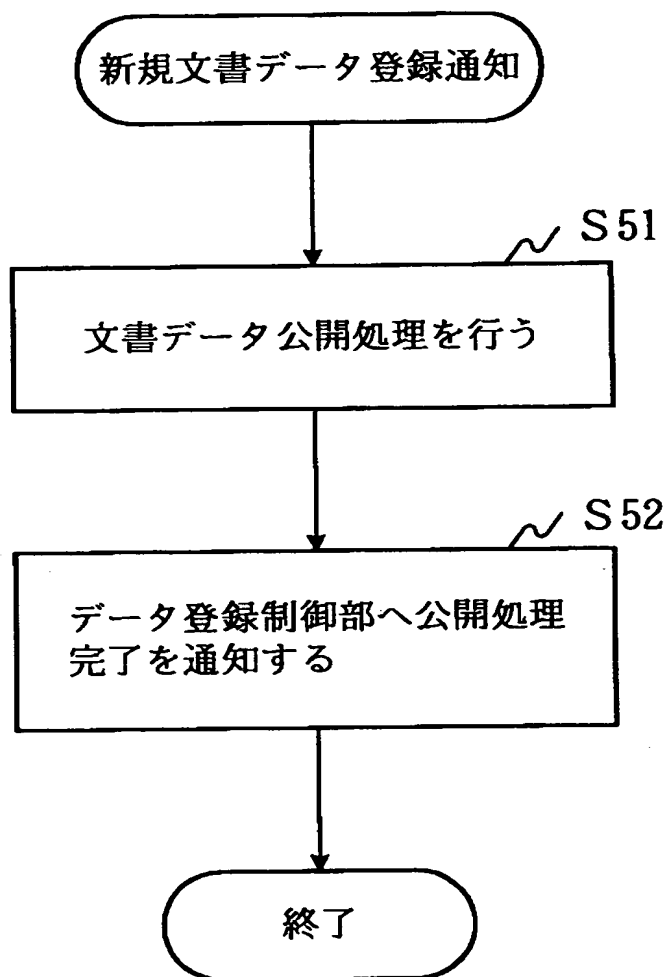 新規文書データ登録通知
S51
文書データ公開処理を行う
S52
データ登録制御部へ公開処理
完了を通知する
終了